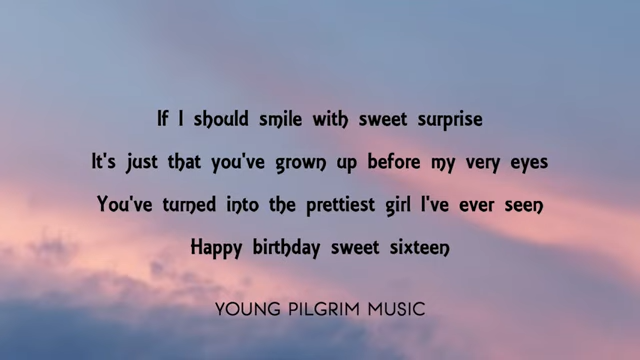 If I should smile with sweet surprise
It's just that you've grown up before my very eyes
You've turned into the prettiest girl I've ever seen
Happy birthday sweet sixteen
YOUNG PILGRIM MUSIC